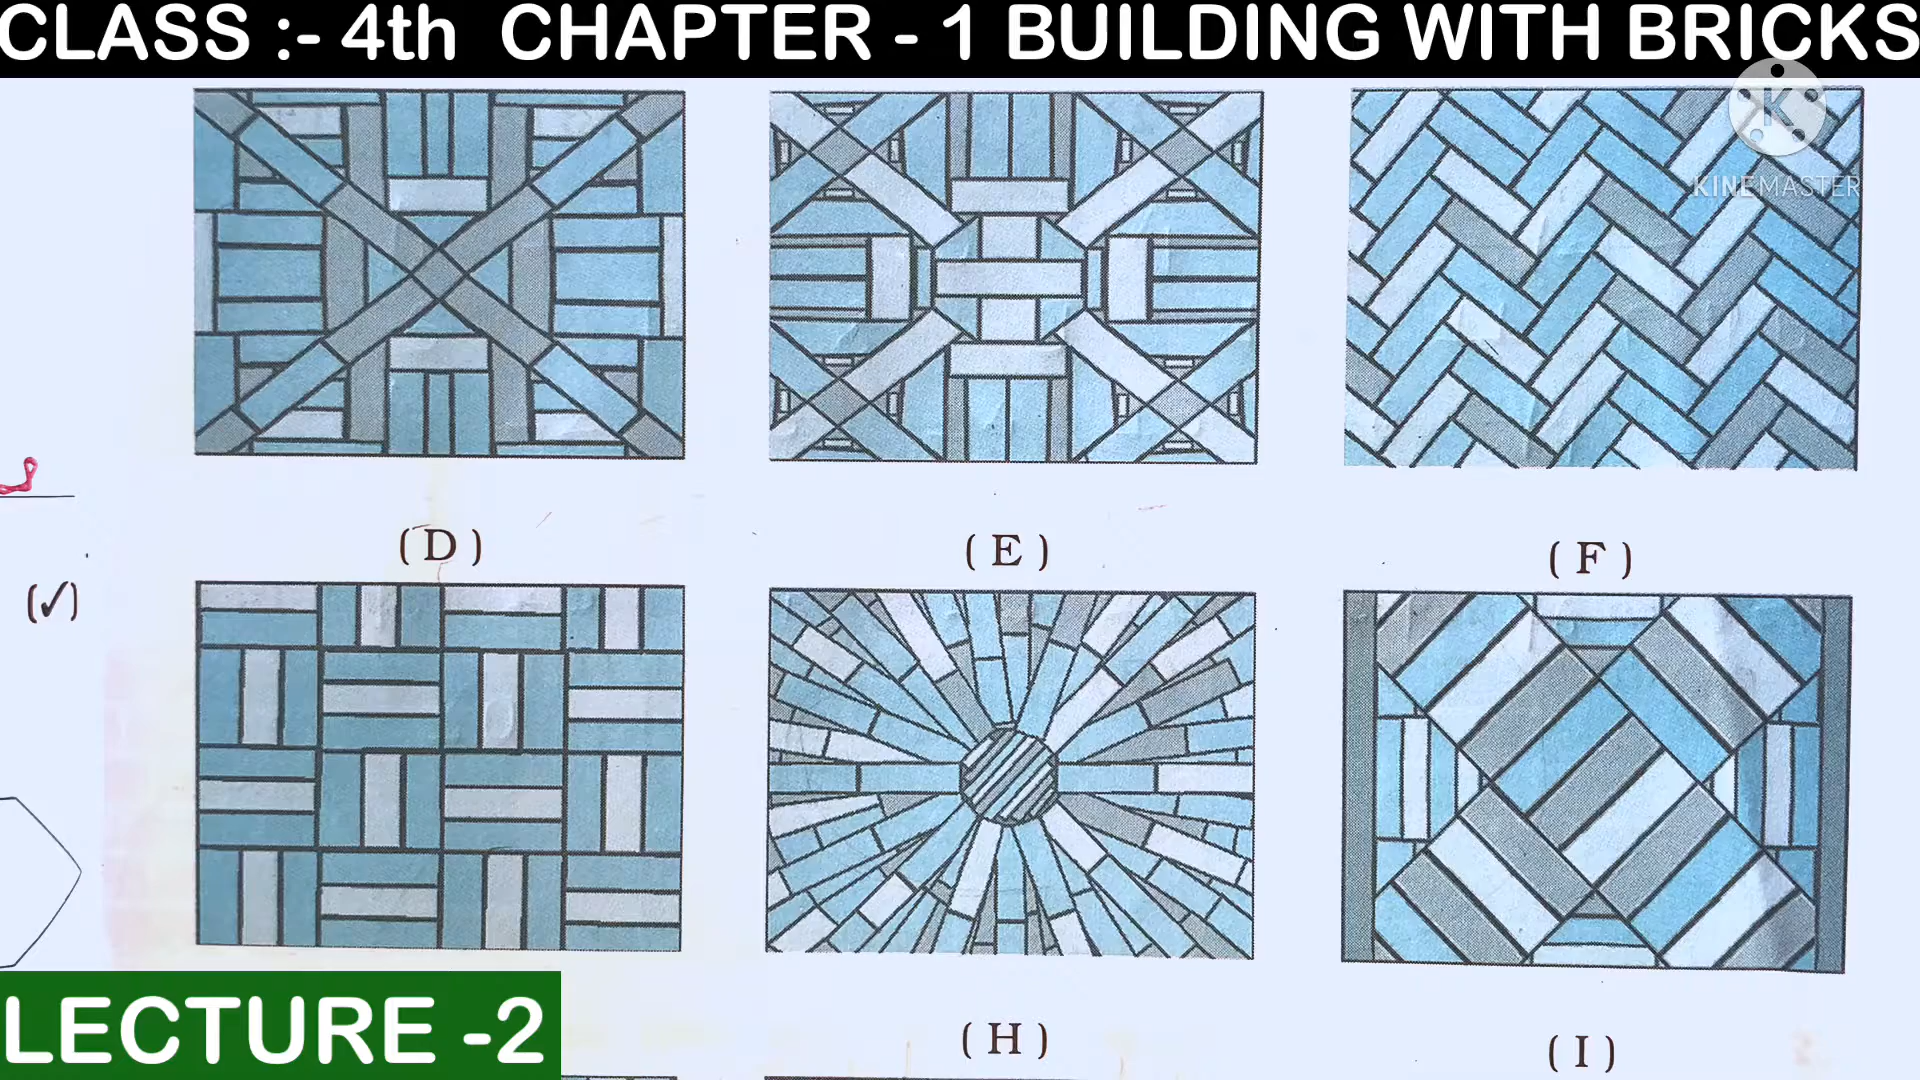 CLASS :- 4th CHAPTER - 1 BUILDING WITH BRICKS
K
KINEMASTER
( D )
( E )
( F )
(✓)
( H )
( I )
LECTURE -2